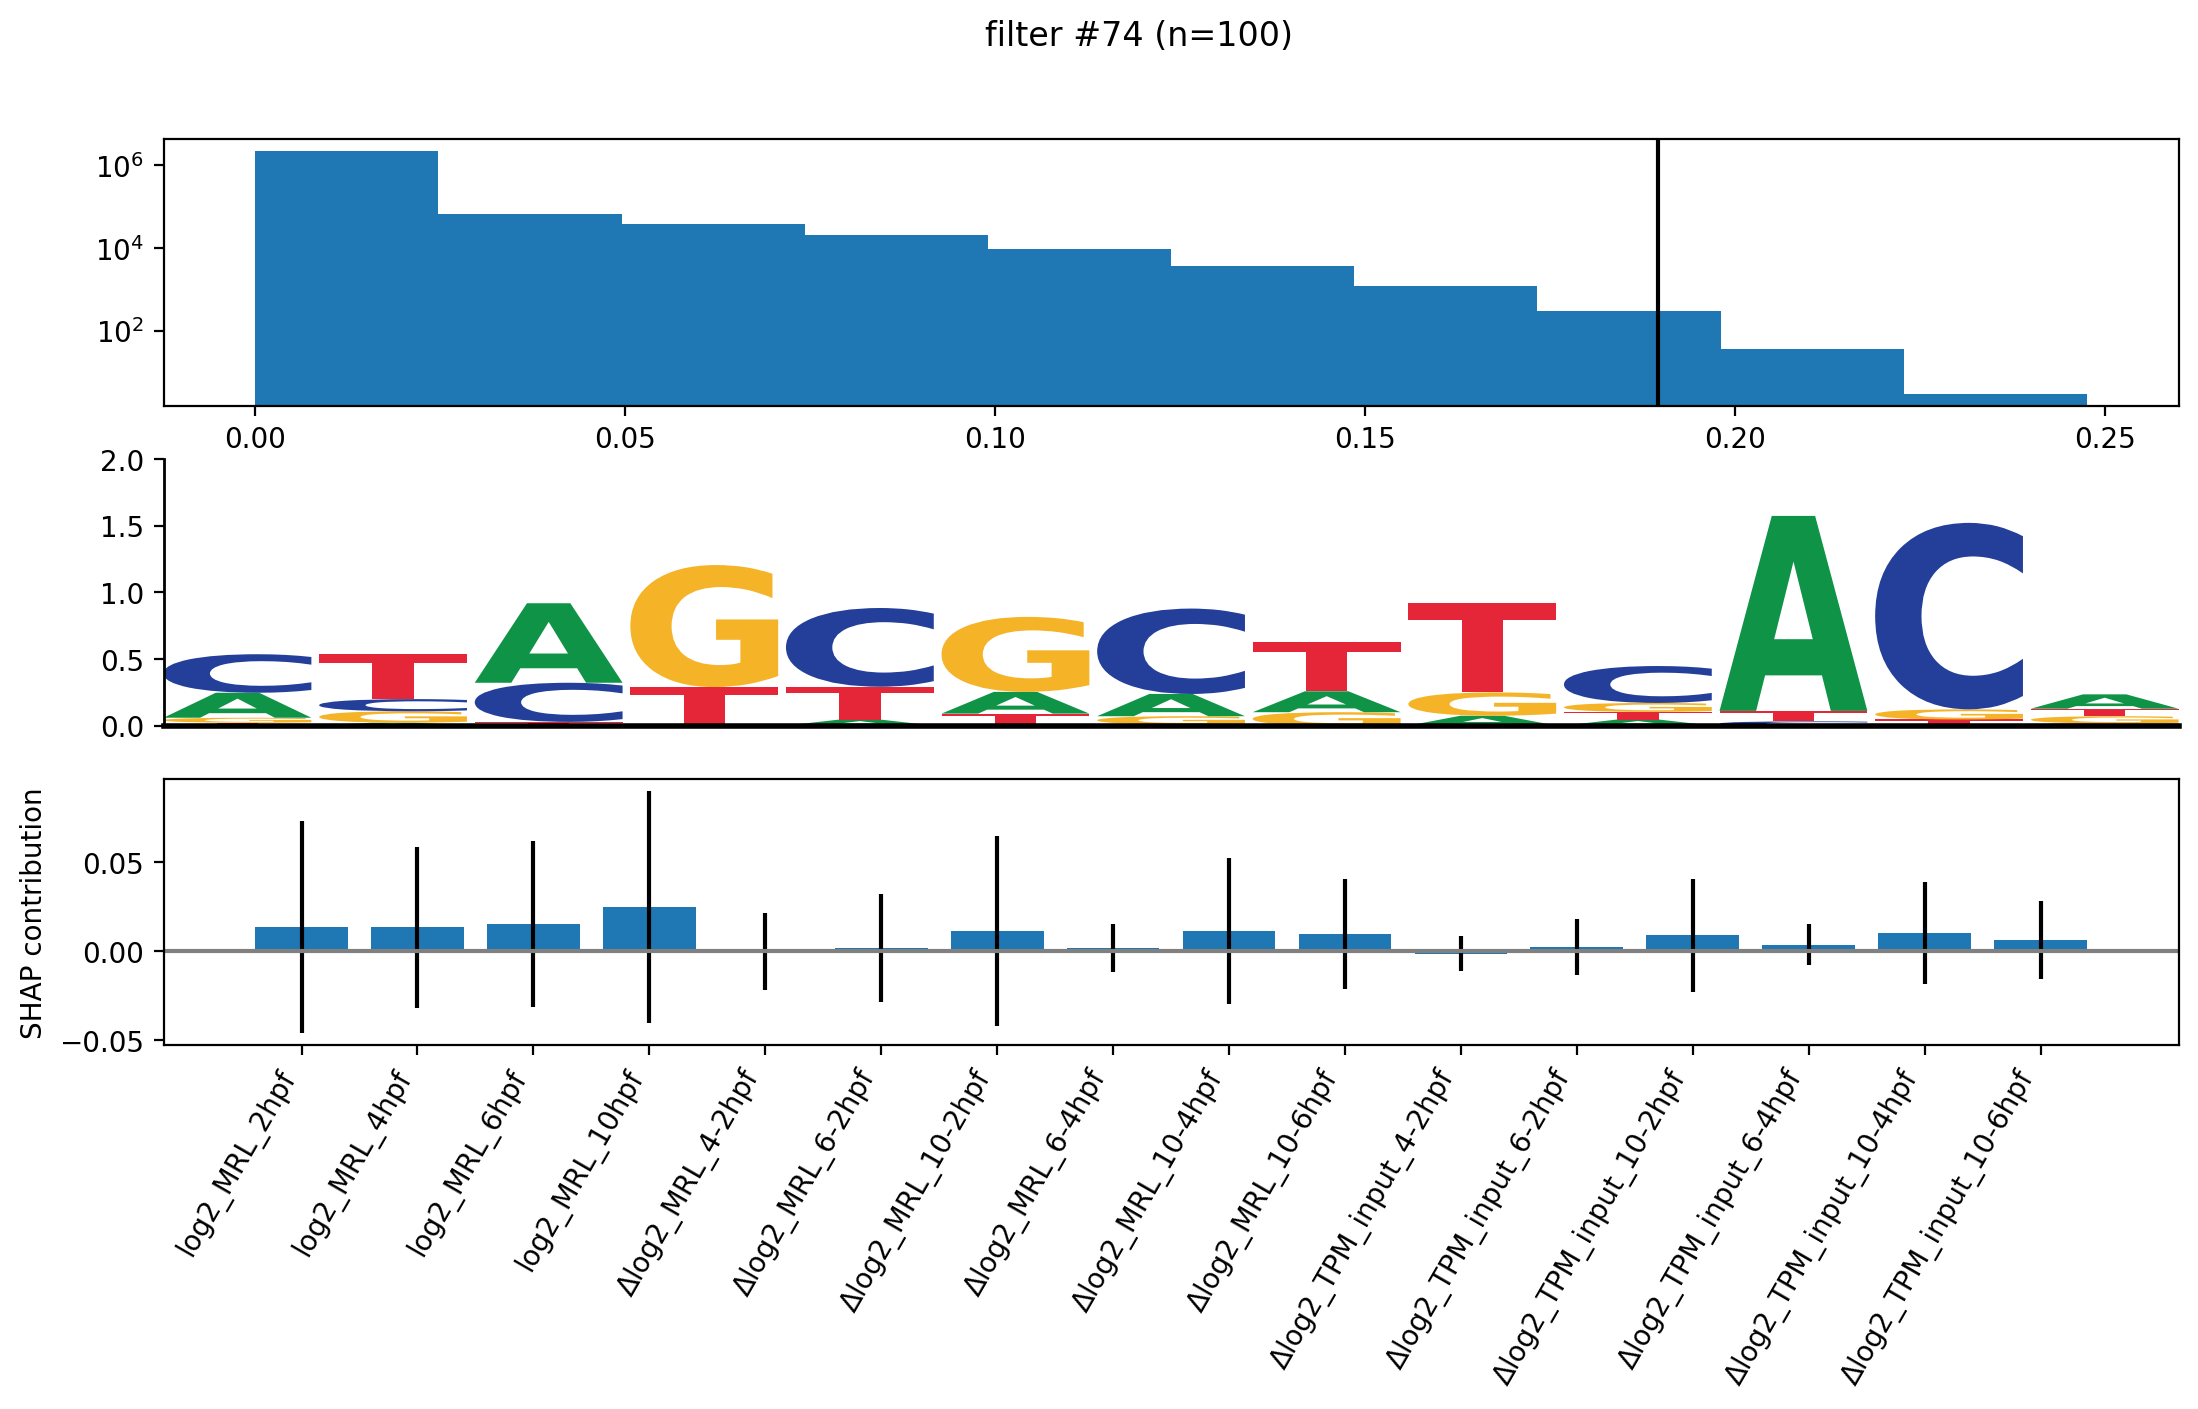 filter #74 (n=100)
10^6
10^4
10^2
0.00 0.05 0.10 0.15 0.20 0.25
2.0
1.5
1.0
0.5
0.0
C T A G C G C T T C A C A
A C C T T A A A G G T G T
G G T A T G G T T C T G
A A
SHAP contribution
0.05
0.00
−0.05
log2_MRL_2hpf
log2_MRL_4hpf
log2_MRL_6hpf
log2_MRL_10hpf
Δlog2_MRL_4-2hpf
Δlog2_MRL_6-2hpf
Δlog2_MRL_10-2hpf
Δlog2_MRL_6-4hpf
Δlog2_MRL_10-4hpf
Δlog2_MRL_10-6hpf
Δlog2_TPM_input_4-2hpf
Δlog2_TPM_input_6-2hpf
Δlog2_TPM_input_10-2hpf
Δlog2_TPM_input_6-4hpf
Δlog2_TPM_input_10-4hpf
Δlog2_TPM_input_10-6hpf